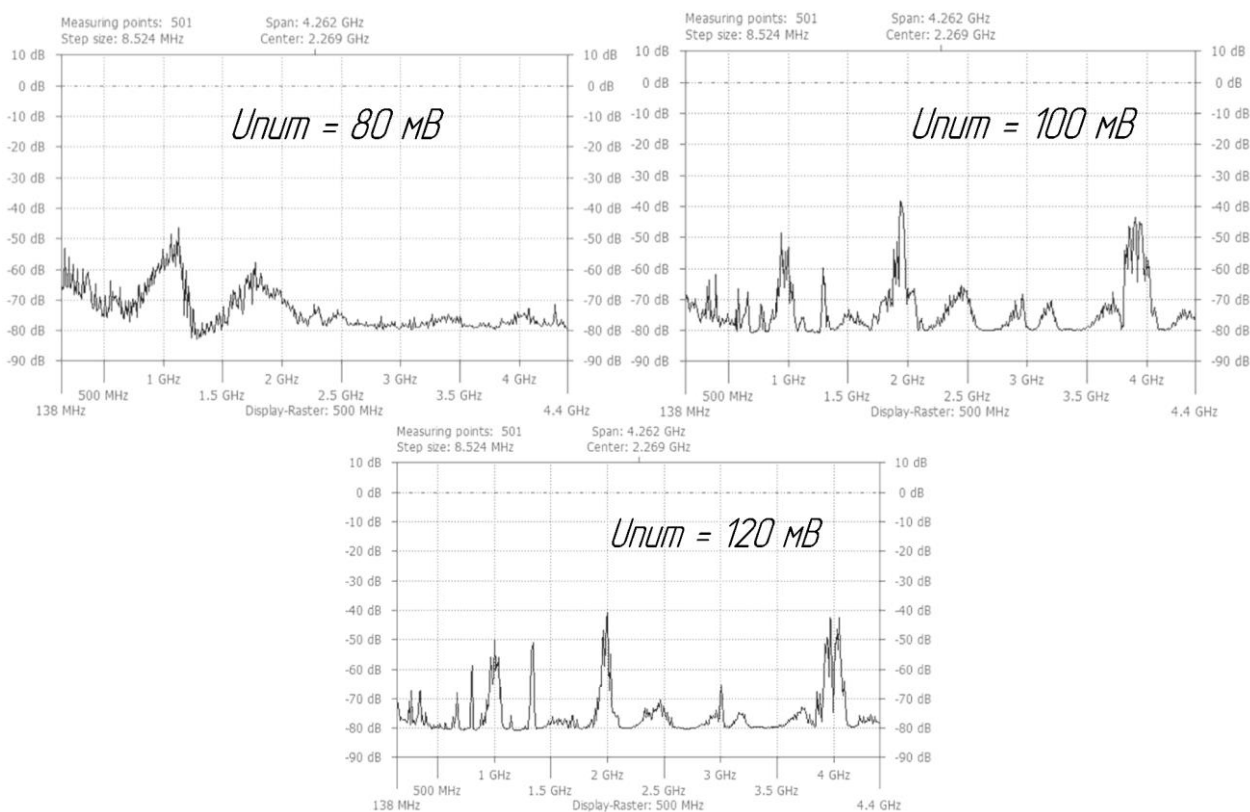 Measuring points: 501 Span: 4.262 GHz
Step size: 8.524 MHz Center: 2.269 GHz
10 dB 10 dB
0 dB 0 dB
-10 dB -10 dB
Uпит = 80 мВ
-20 dB -20 dB
-30 dB -30 dB
-40 dB -40 dB
-50 dB -50 dB
-60 dB -60 dB
-70 dB -70 dB
-80 dB -80 dB
-90 dB -90 dB
1 GHz 2 GHz 3 GHz 4 GHz
500 MHz 1.5 GHz 2.5 GHz 3.5 GHz
138 MHz Display-Raster: 500 MHz 4.4 GHz
Measuring points: 501 Span: 4.262 GHz
Step size: 8.524 MHz Center: 2.269 GHz
10 dB 10 dB
0 dB 0 dB
-10 dB -10 dB
Uпит = 100 мВ
-20 dB -20 dB
-30 dB -30 dB
-40 dB -40 dB
-50 dB -50 dB
-60 dB -60 dB
-70 dB -70 dB
-80 dB -80 dB
-90 dB -90 dB
1 GHz 2 GHz 3 GHz 4 GHz
500 MHz 1.5 GHz 2.5 GHz 3.5 GHz
138 MHz Display-Raster: 500 MHz 4.4 GHz
Measuring points: 501 Span: 4.262 GHz
Step size: 8.524 MHz Center: 2.269 GHz
10 dB 10 dB
0 dB 0 dB
-10 dB -10 dB
Uпит = 120 мВ
-20 dB -20 dB
-30 dB -30 dB
-40 dB -40 dB
-50 dB -50 dB
-60 dB -60 dB
-70 dB -70 dB
-80 dB -80 dB
-90 dB -90 dB
1 GHz 2 GHz 3 GHz 4 GHz
500 MHz 1.5 GHz 2.5 GHz 3.5 GHz
138 MHz Display-Raster: 500 MHz 4.4 GHz